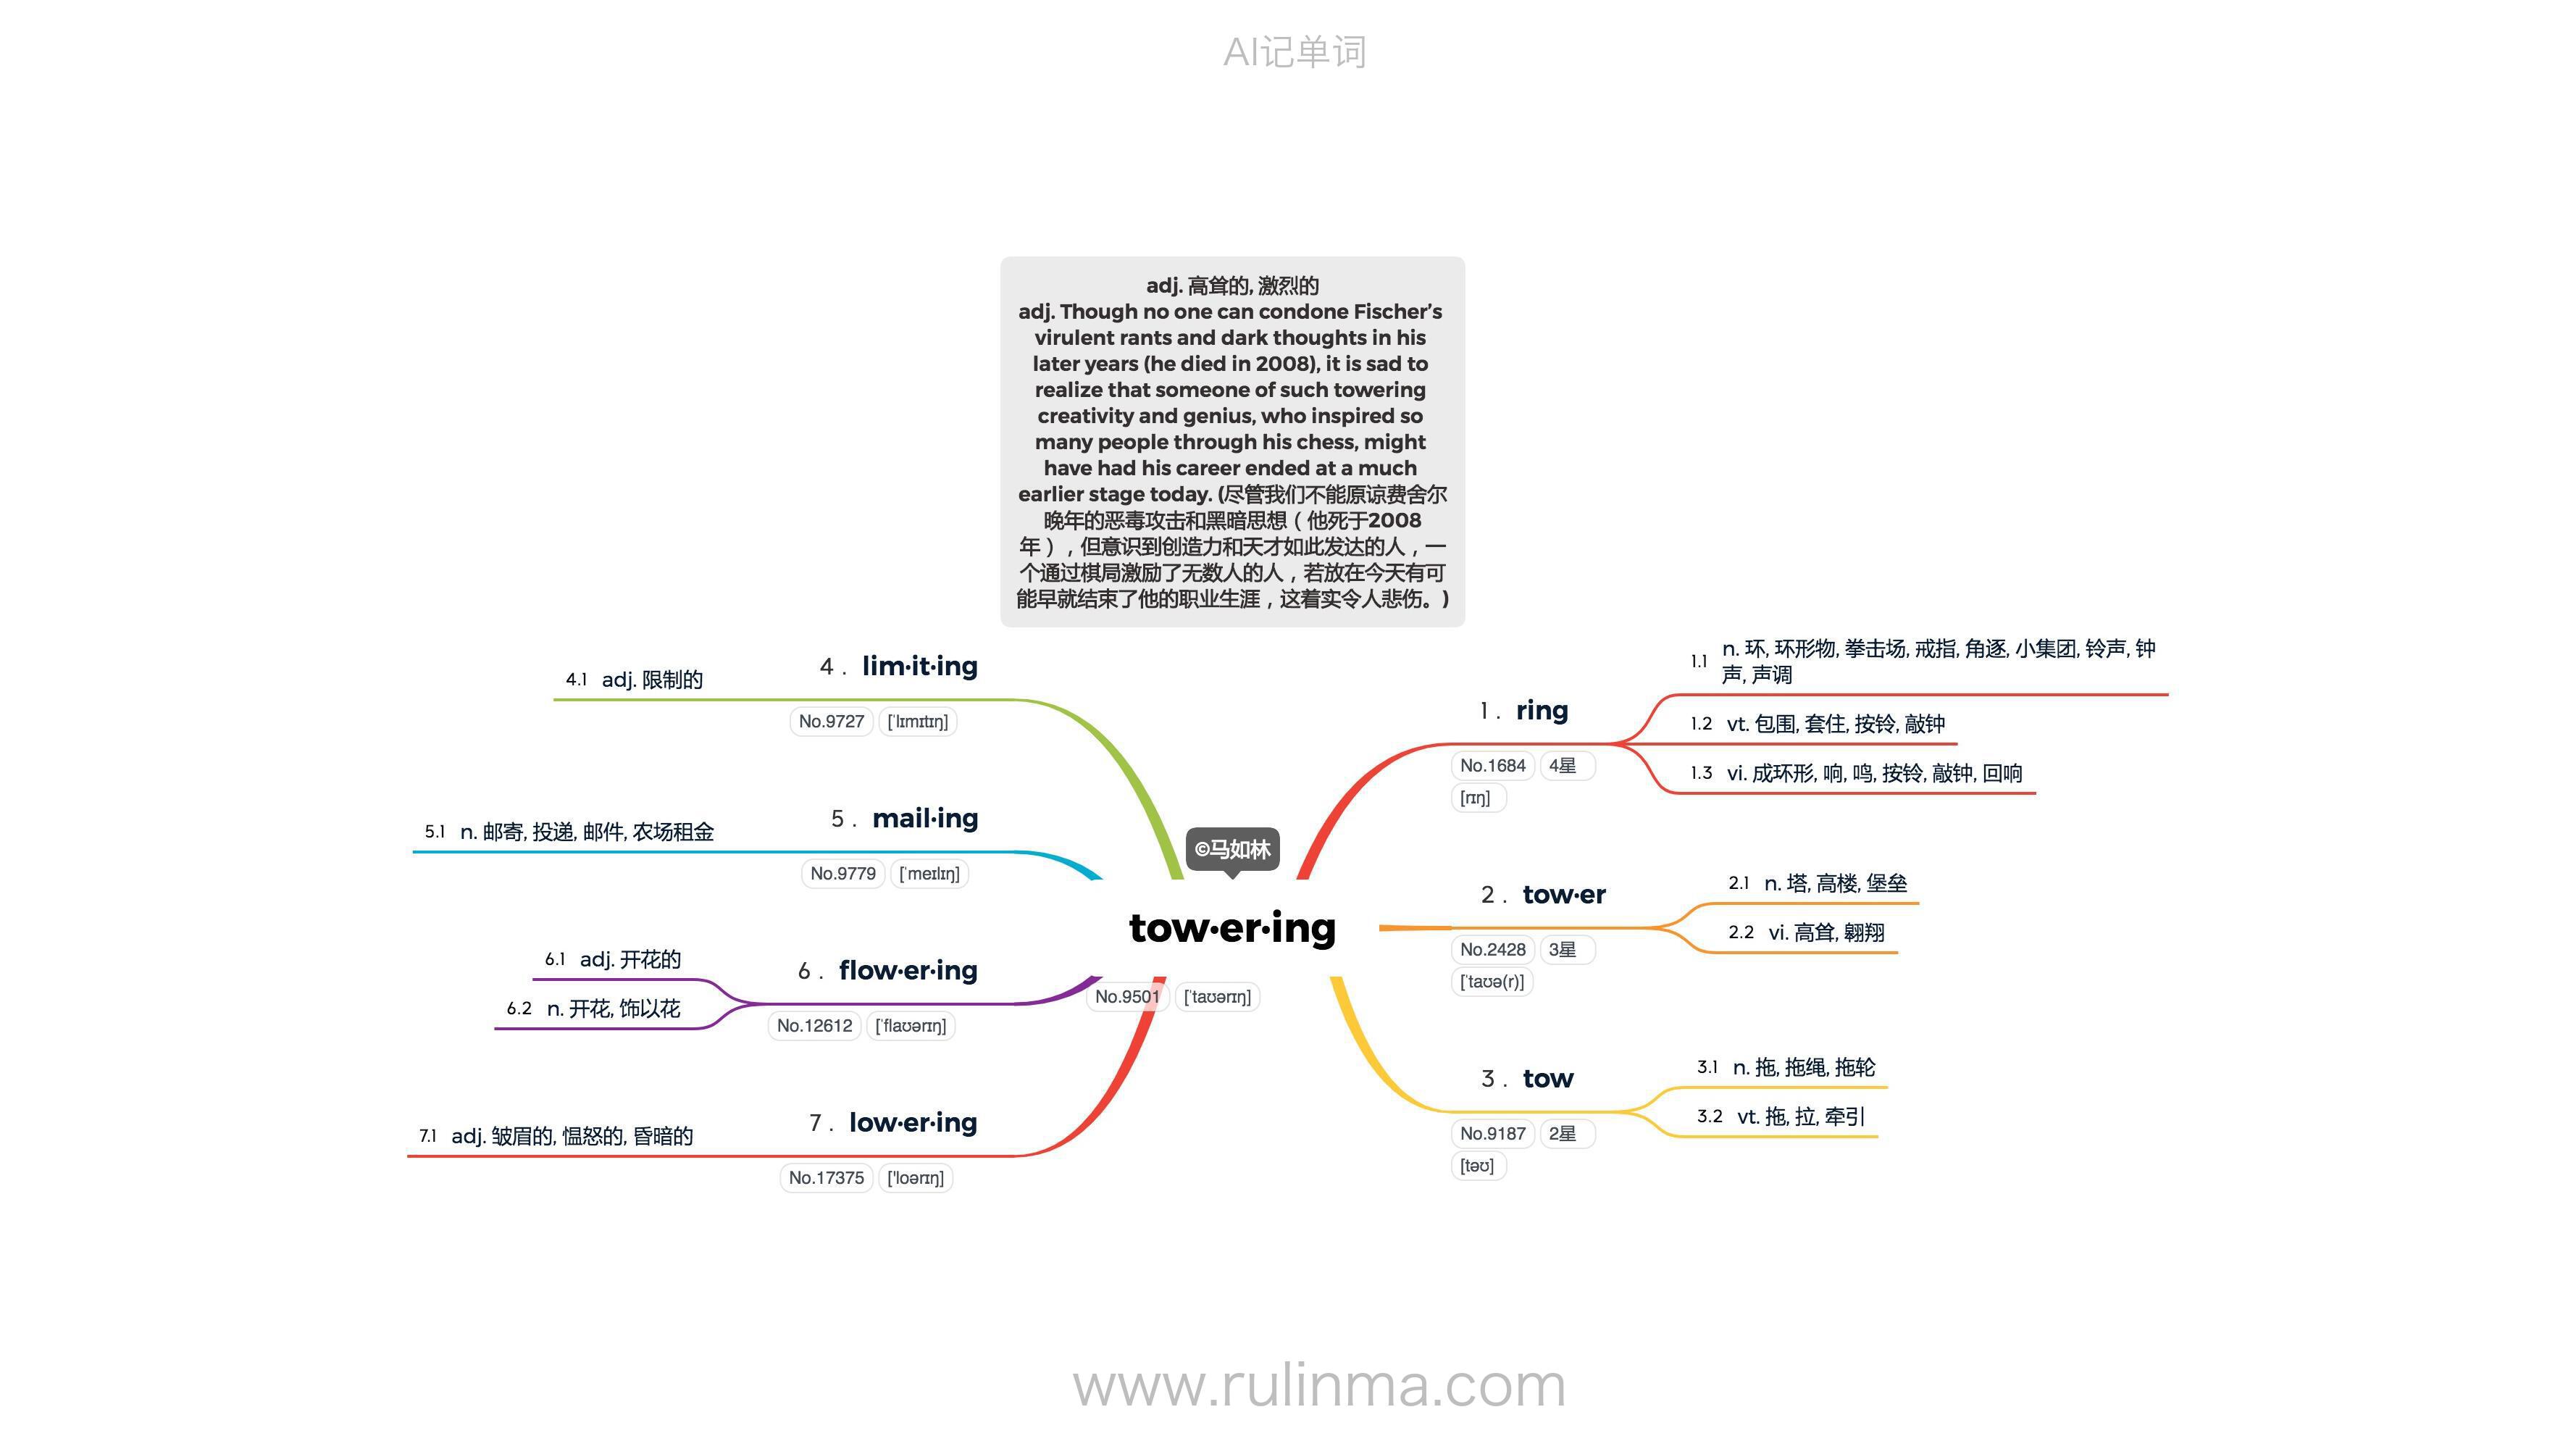 AI记单词
adj. 高耸的, 激烈的
adj. Though no one can condone Fischer’s
virulent rants and dark thoughts in his
later years (he died in 2008), it is sad to
realize that someone of such towering
creativity and genius, who inspired so
many people through his chess, might
have had his career ended at a much
earlier stage today. (尽管我们不能原谅费舍尔
晚年的恶毒攻击和黑暗思想（他死于2008
年），但意识到创造力和天才如此发达的人，一
个通过棋局激励了无数人的人，若放在今天有可
能早就结束了他的职业生涯，这着实令人悲伤。)
©马如林
tow·er·ing
No.9501 [ˈtaʊərɪŋ]
1. ring
No.1684 4星
[rɪŋ]
1.1 n. 环, 环形物, 拳击场, 戒指, 角逐, 小集团, 铃声, 钟
声, 声调
1.2 vt. 包围, 套住, 按铃, 敲钟
1.3 vi. 成环形, 响, 鸣, 按铃, 敲钟, 回响
2. tow·er
No.2428 3星
[ˈtaʊə(r)]
2.1 n. 塔, 高楼, 堡垒
2.2 vi. 高耸, 翱翔
3. tow
No.9187 2星
[təʊ]
3.1 n. 拖, 拖绳, 拖轮
3.2 vt. 拖, 拉, 牵引
4. lim·it·ing
No.9727 [ˈlɪmɪtɪŋ]
4.1 adj. 限制的
5. mail·ing
No.9779 [ˈmeɪlɪŋ]
5.1 n. 邮寄, 投递, 邮件, 农场租金
6. flow·er·ing
No.12612 [ˈflaʊərɪŋ]
6.1 adj. 开花的
6.2 n. 开花, 饰以花
7. low·er·ing
No.17375 ['loərɪŋ]
7.1 adj. 皱眉的, 愠怒的, 昏暗的
www.rulinma.com